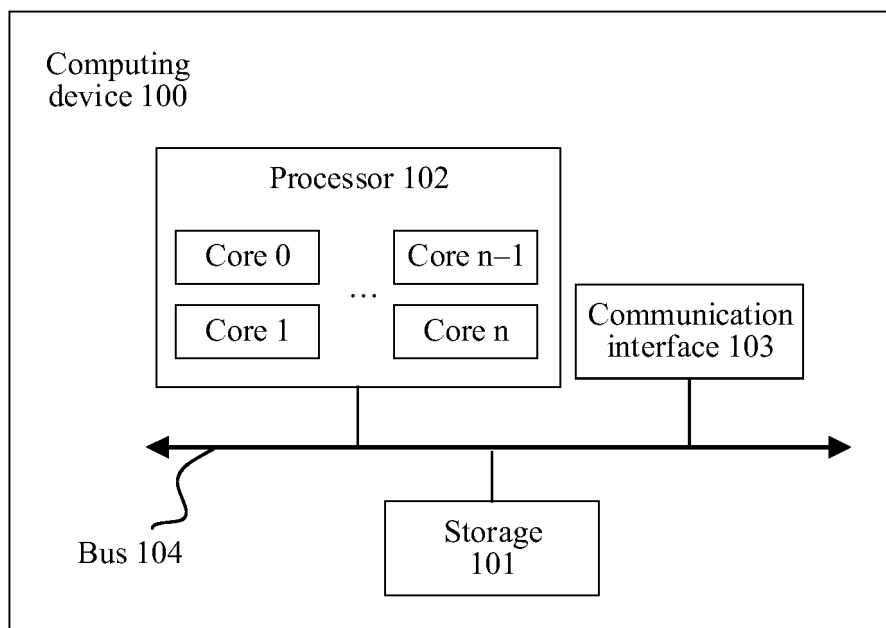 Computing
device 100
Processor 102
Core 0
Core n–1
...
Core 1
Core n
Communication
interface 103
Bus 104
Storage
101